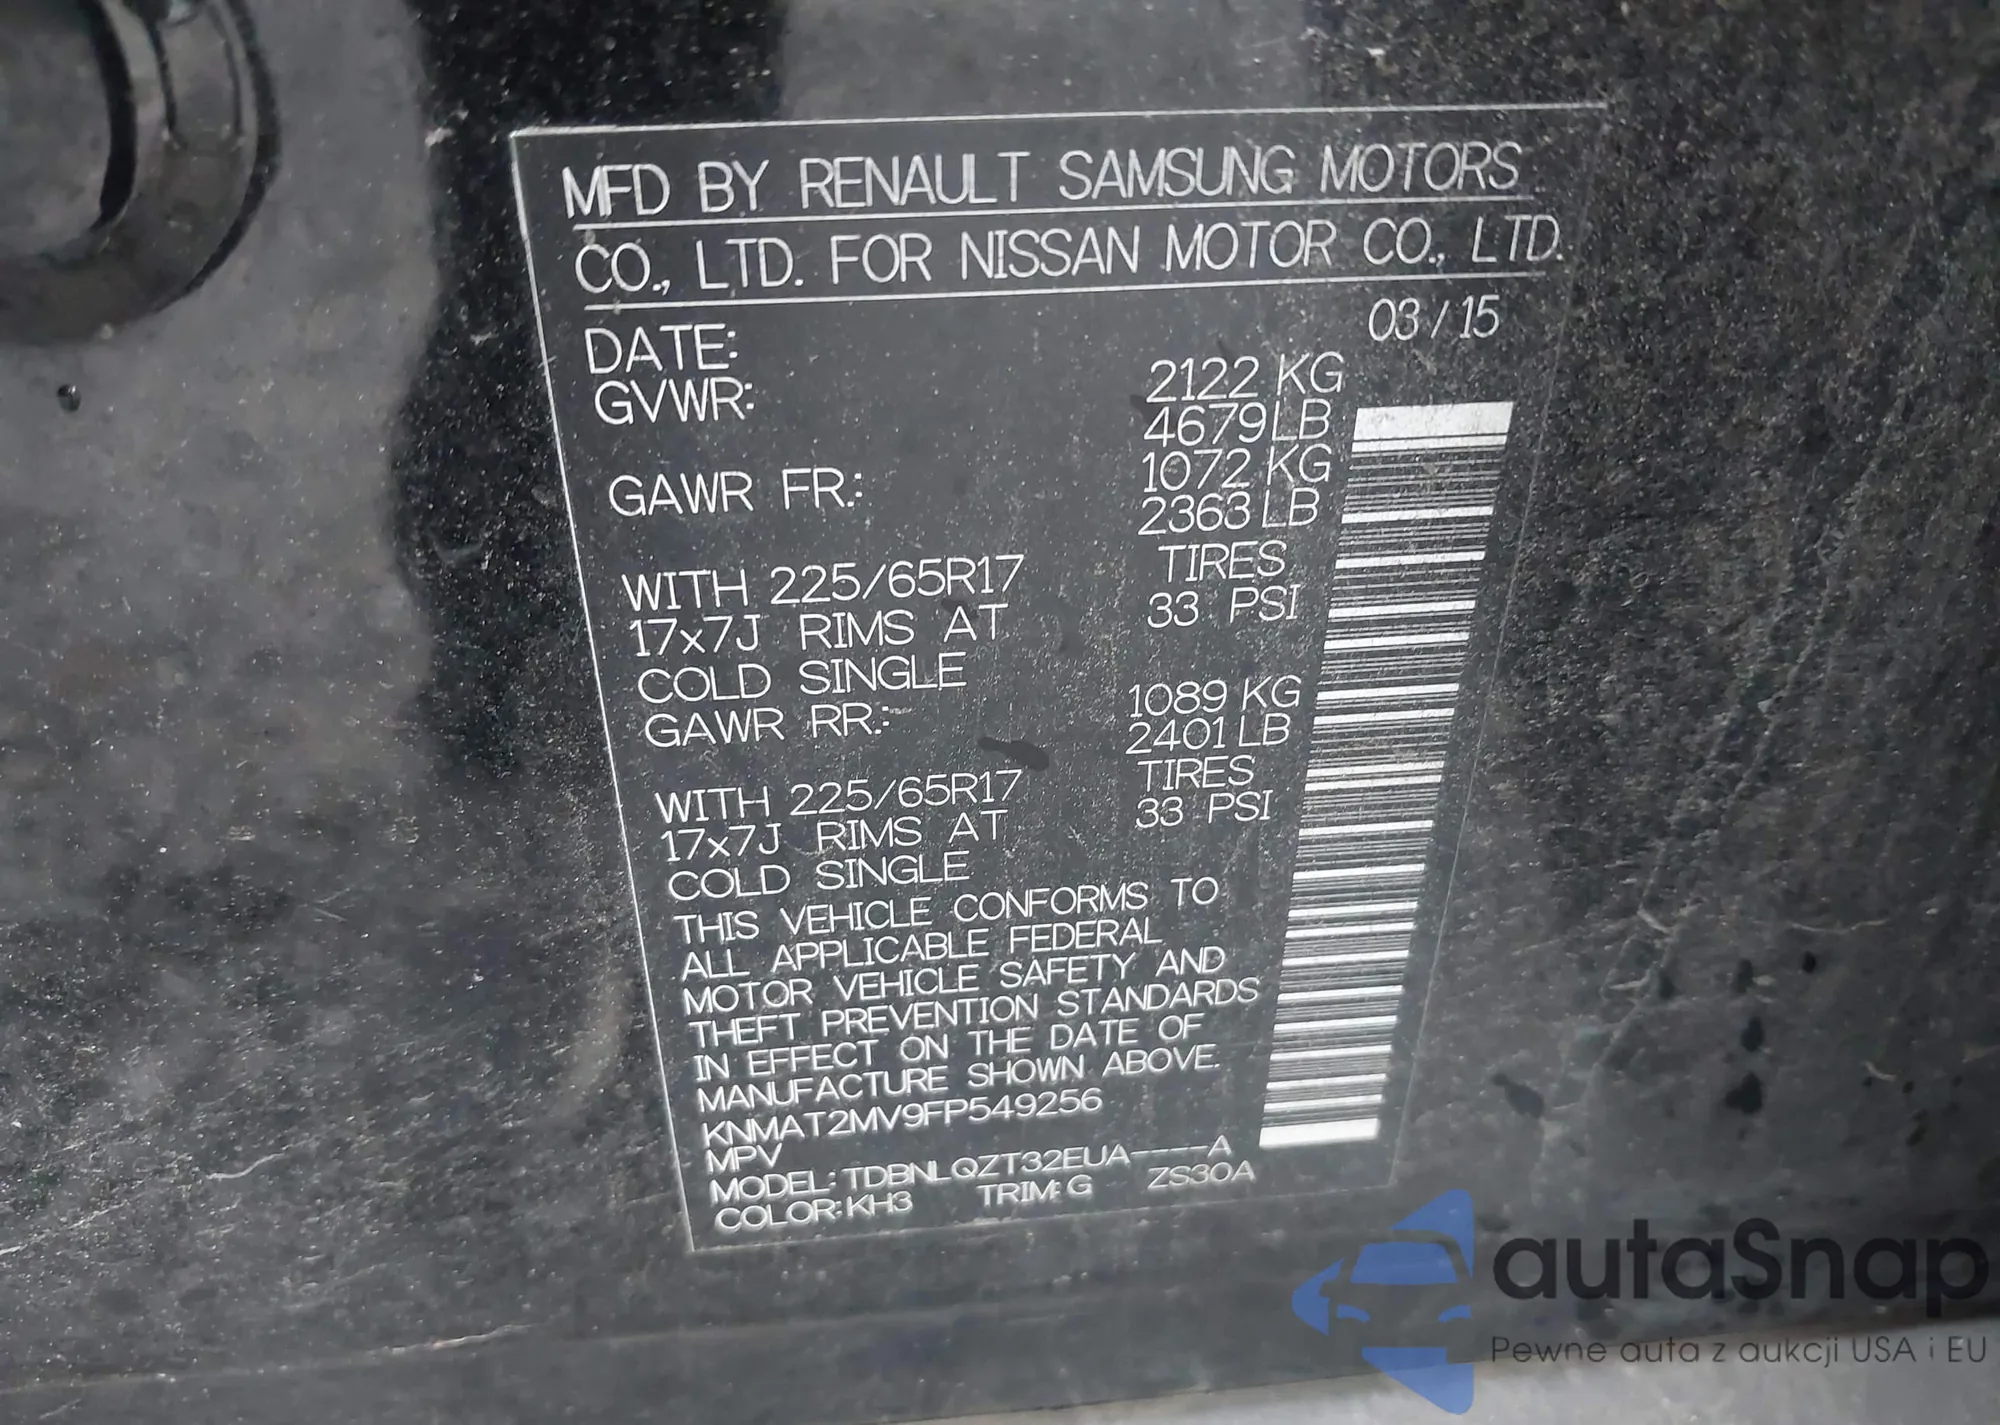 MFD BY RENAULT SAMSUNG MOTORS
CO., LTD. FOR NISSAN MOTOR CO., LTD.
DATE: 03/15
GVWR: 2122 KG
4679 LB
GAWR FR.: 1072 KG
2363 LB
WITH 225/65R17 TIRES
17x7J RIMS AT 33 PSI
COLD SINGLE
GAWR RR.: 1089 KG
2401 LB
WITH 225/65R17 TIRES
17x7J RIMS AT 33 PSI
COLD SINGLE
THIS VEHICLE CONFORMS TO
ALL APPLICABLE FEDERAL
MOTOR VEHICLE SAFETY AND
THEFT PREVENTION STANDARDS
IN EFFECT ON THE DATE OF
MANUFACTURE SHOWN ABOVE.
KNMAT2MV9FP549256
MPV
MODEL: TDBNLQZT32EUA----A
COLOR: KH3 TRIM: G ZS30A
autaSnap
Pewne auta z aukcji USA i EU